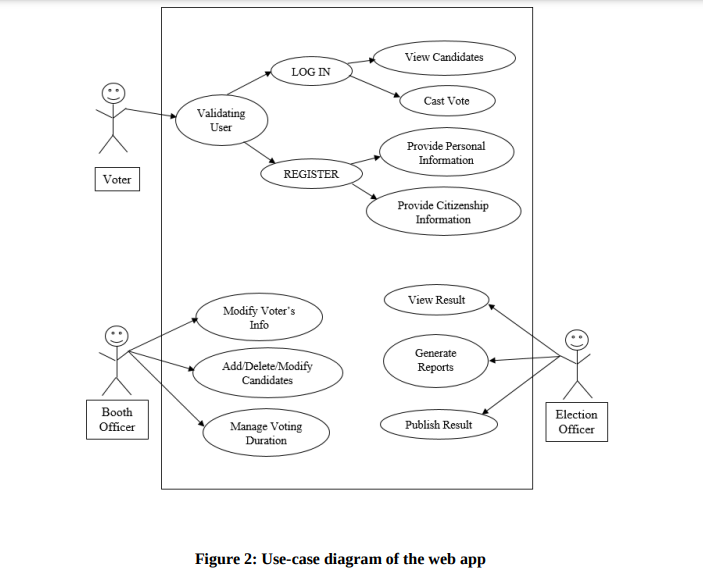 LOG IN
View Candidates
Cast Vote
Validating
User
REGISTER
Provide Personal
Information
Provide Citizenship
Information
Voter
Modify Voter's
Info
Add/Delete/Modify
Candidates
Manage Voting
Duration
Booth
Officer
View Result
Generate
Reports
Publish Result
Election
Officer
Figure 2: Use-case diagram of the web app